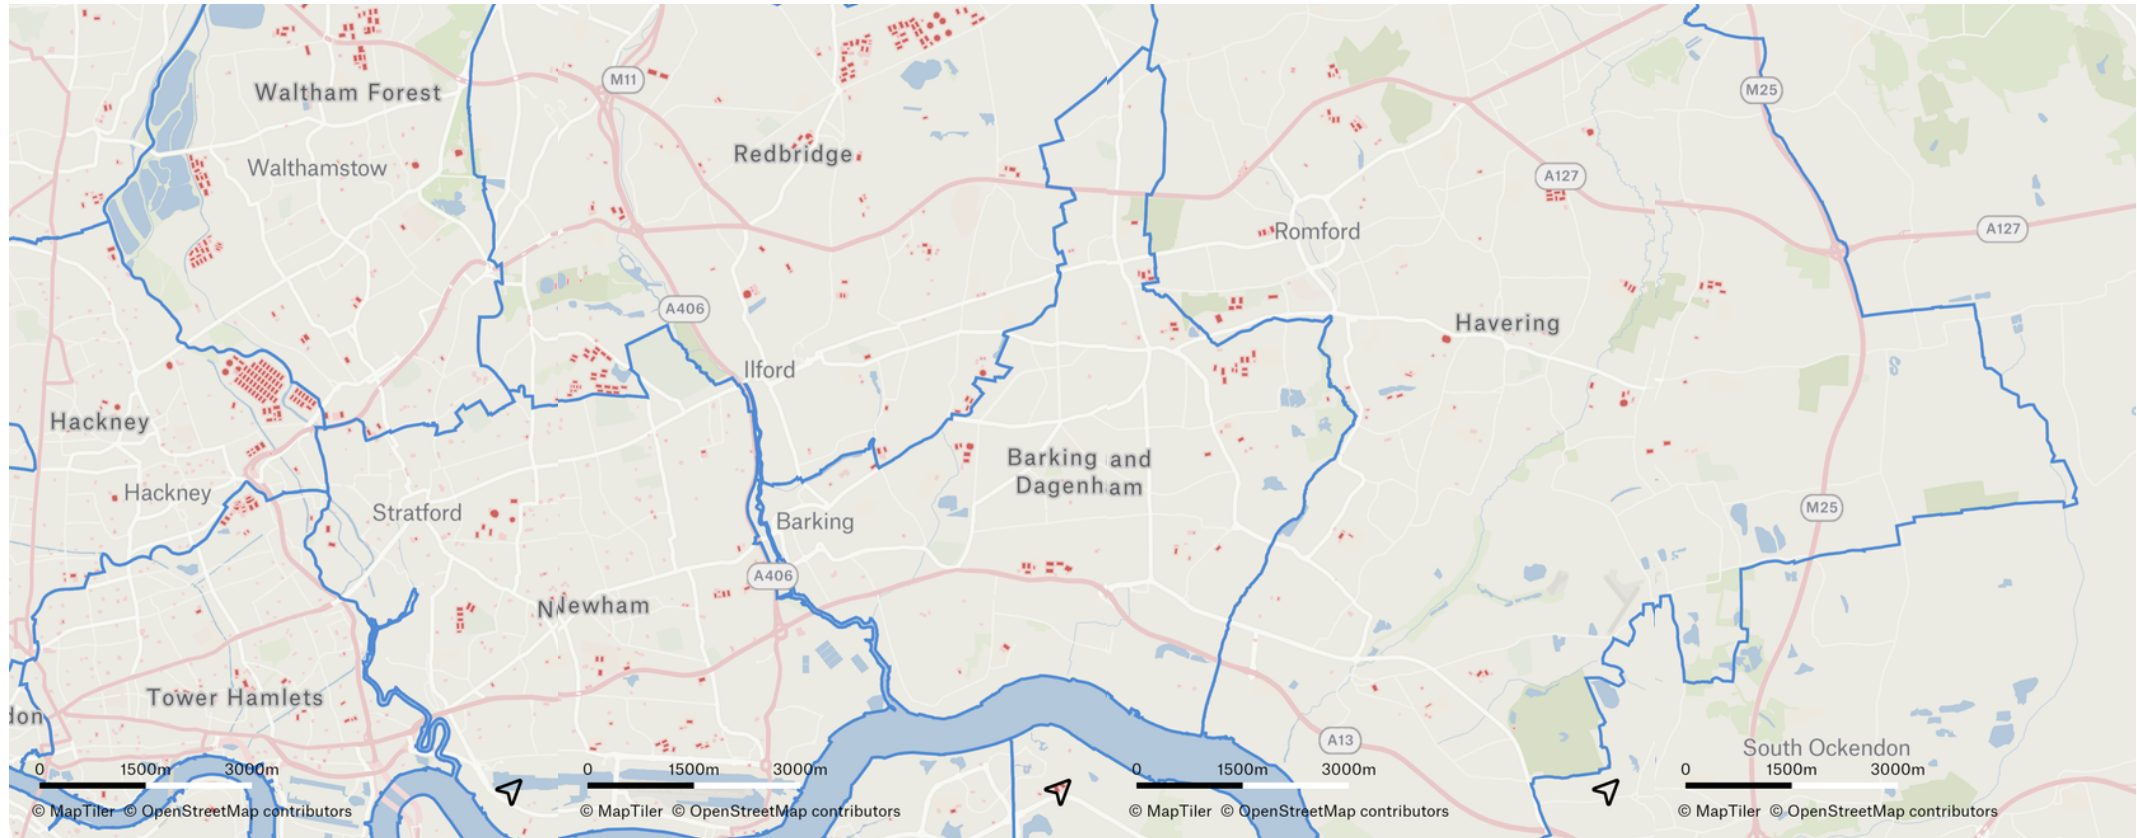 M11
Waltham Forest
M25
Redbridge
Walthamstow
A127
Romford
A127
A406
Havering
Ilford
Hackney
Barking and
Dagenham
Hackney
Stratford
M25
Barking
A406
Newham
Tower Hamlets
don
A13
South Ockendon
0 1500m 3000m
0 1500m 3000m
0 1500m 3000m
0 1500m 3000m
© MapTiler © OpenStreetMap contributors
© MapTiler © OpenStreetMap contributors
© MapTiler © OpenStreetMap contributors
© MapTiler © OpenStreetMap contributors